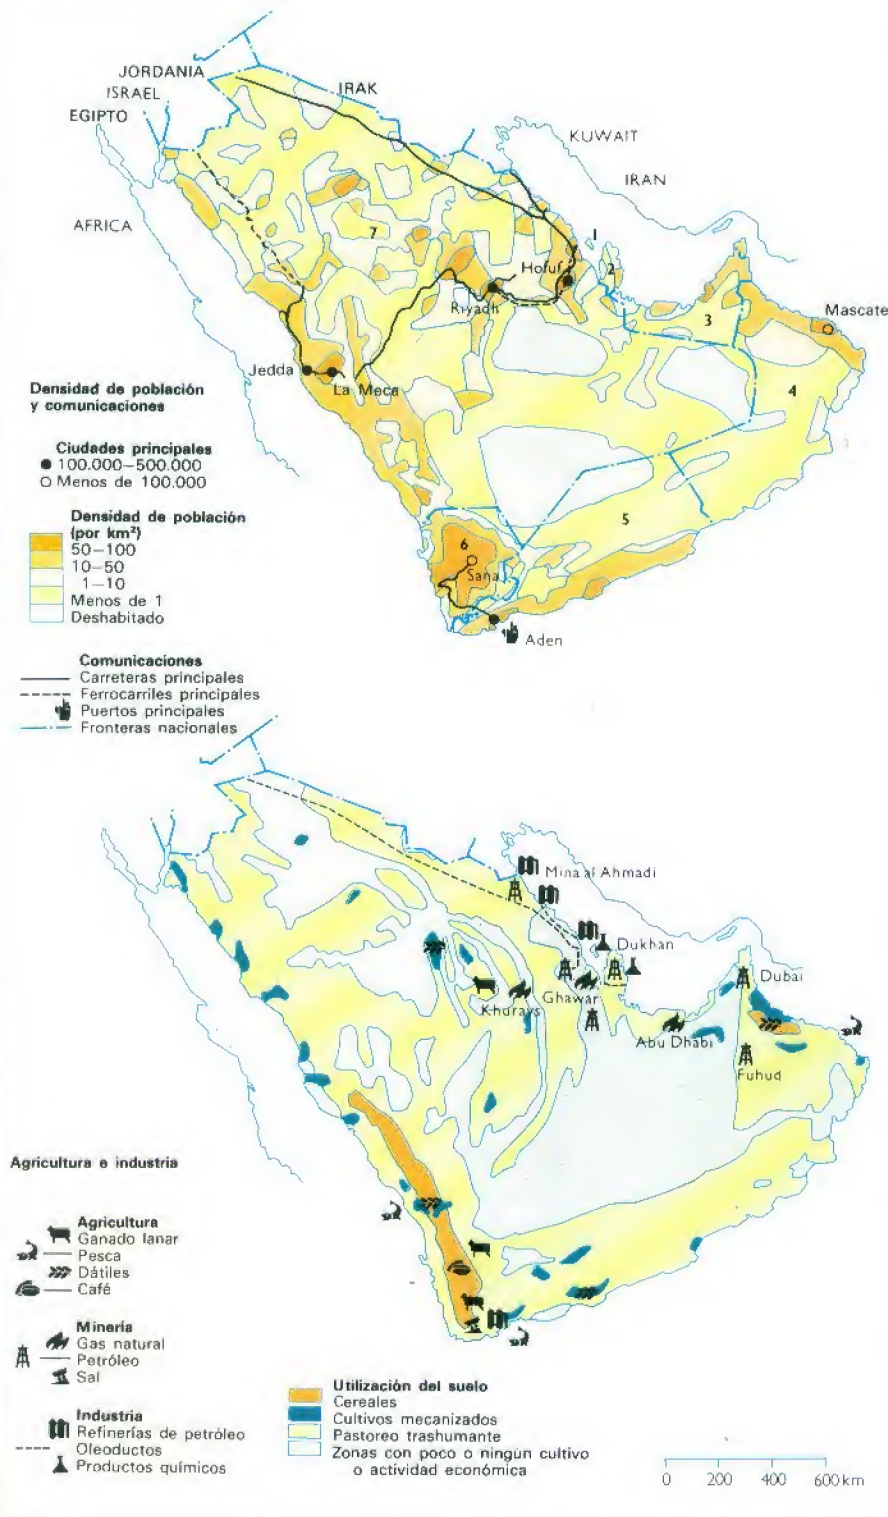 JORDANIA
ISRAEL
EGIPTO
IRAK
KUWAIT
IRAN
AFRICA
1
2
3
4
5
6
7
Hofuf
Riyadh
Mascate
Jedda
La Meca
Sana
Aden
Densidad de población
y comunicaciones
Ciudades principales
100.000—500.000
Menos de 100.000
Densidad de población
(por km²)
50—100
10—50
1—10
Menos de 1
Deshabitado
Comunicaciones
Carreteras principales
Ferrocarriles principales
Puertos principales
Fronteras nacionales
Mina al Ahmadi
Dukhan
Dubai
Ghawar
Khurays
Abu Dhabi
Fuhud
Agricultura e industria
Agricultura
Ganado lanar
Pesca
Dátiles
Café
Minería
Gas natural
Petróleo
Sal
Industria
Refinerías de petróleo
Oleoductos
Productos químicos
Utilización del suelo
Cereales
Cultivos mecanizados
Pastoreo trashumante
Zonas con poco o ningún cultivo
o actividad económica
0 200 400 600 km